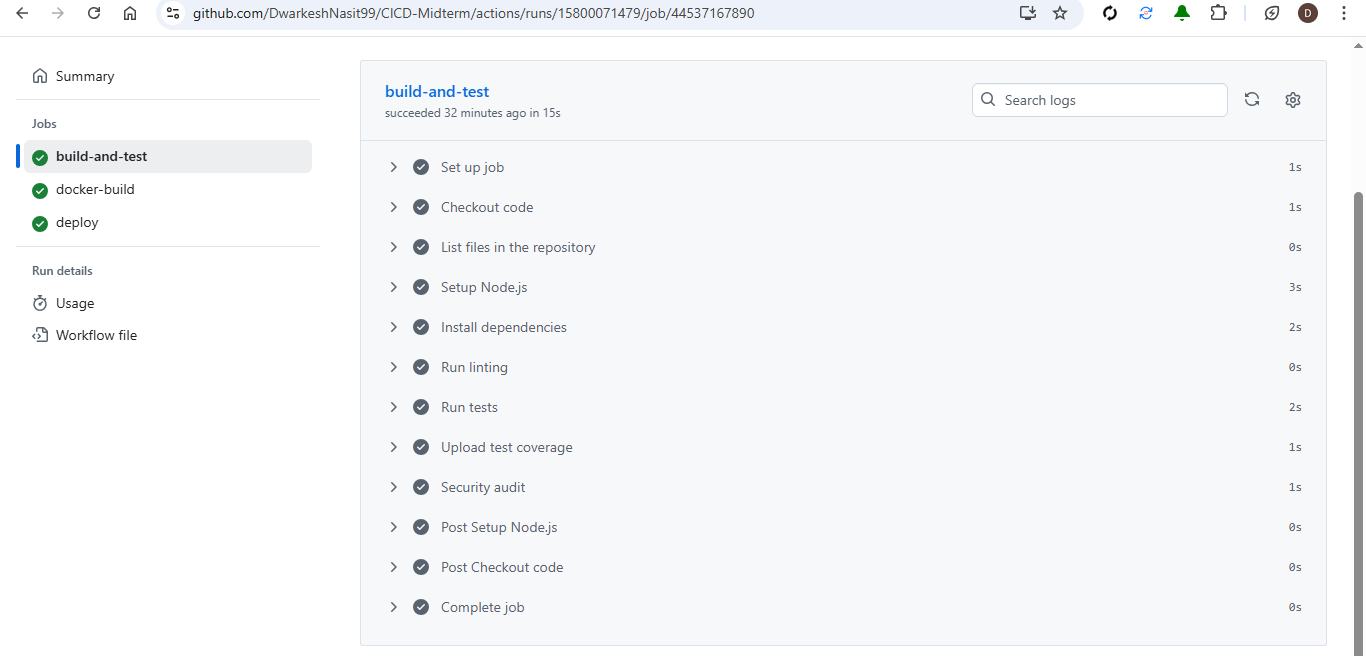 github.com/DwarkeshNasit99/CICD-Midterm/actions/runs/15800071479/job/44537167890
D
Summary
Jobs
build-and-test
docker-build
deploy
Run details
Usage
Workflow file
build-and-test
succeeded 32 minutes ago in 15s
Search logs
Set up job 1s
Checkout code 1s
List files in the repository 0s
Setup Node.js 3s
Install dependencies 2s
Run linting 0s
Run tests 2s
Upload test coverage 1s
Security audit 1s
Post Setup Node.js 0s
Post Checkout code 0s
Complete job 0s